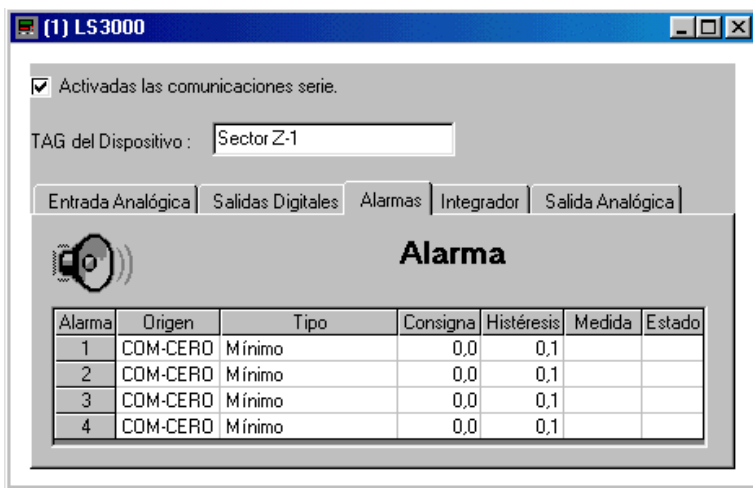 (1) LS3000
Activadas las comunicaciones serie.
TAG del Dispositivo : Sector Z-1
Entrada Analógica Salidas Digitales Alarmas Integrador Salida Analógica
Alarma
Alarma Origen Tipo Consigna Histéresis Medida Estado
1 COM-CERO Mínimo 0,0 0,1
2 COM-CERO Mínimo 0,0 0,1
3 COM-CERO Mínimo 0,0 0,1
4 COM-CERO Mínimo 0,0 0,1